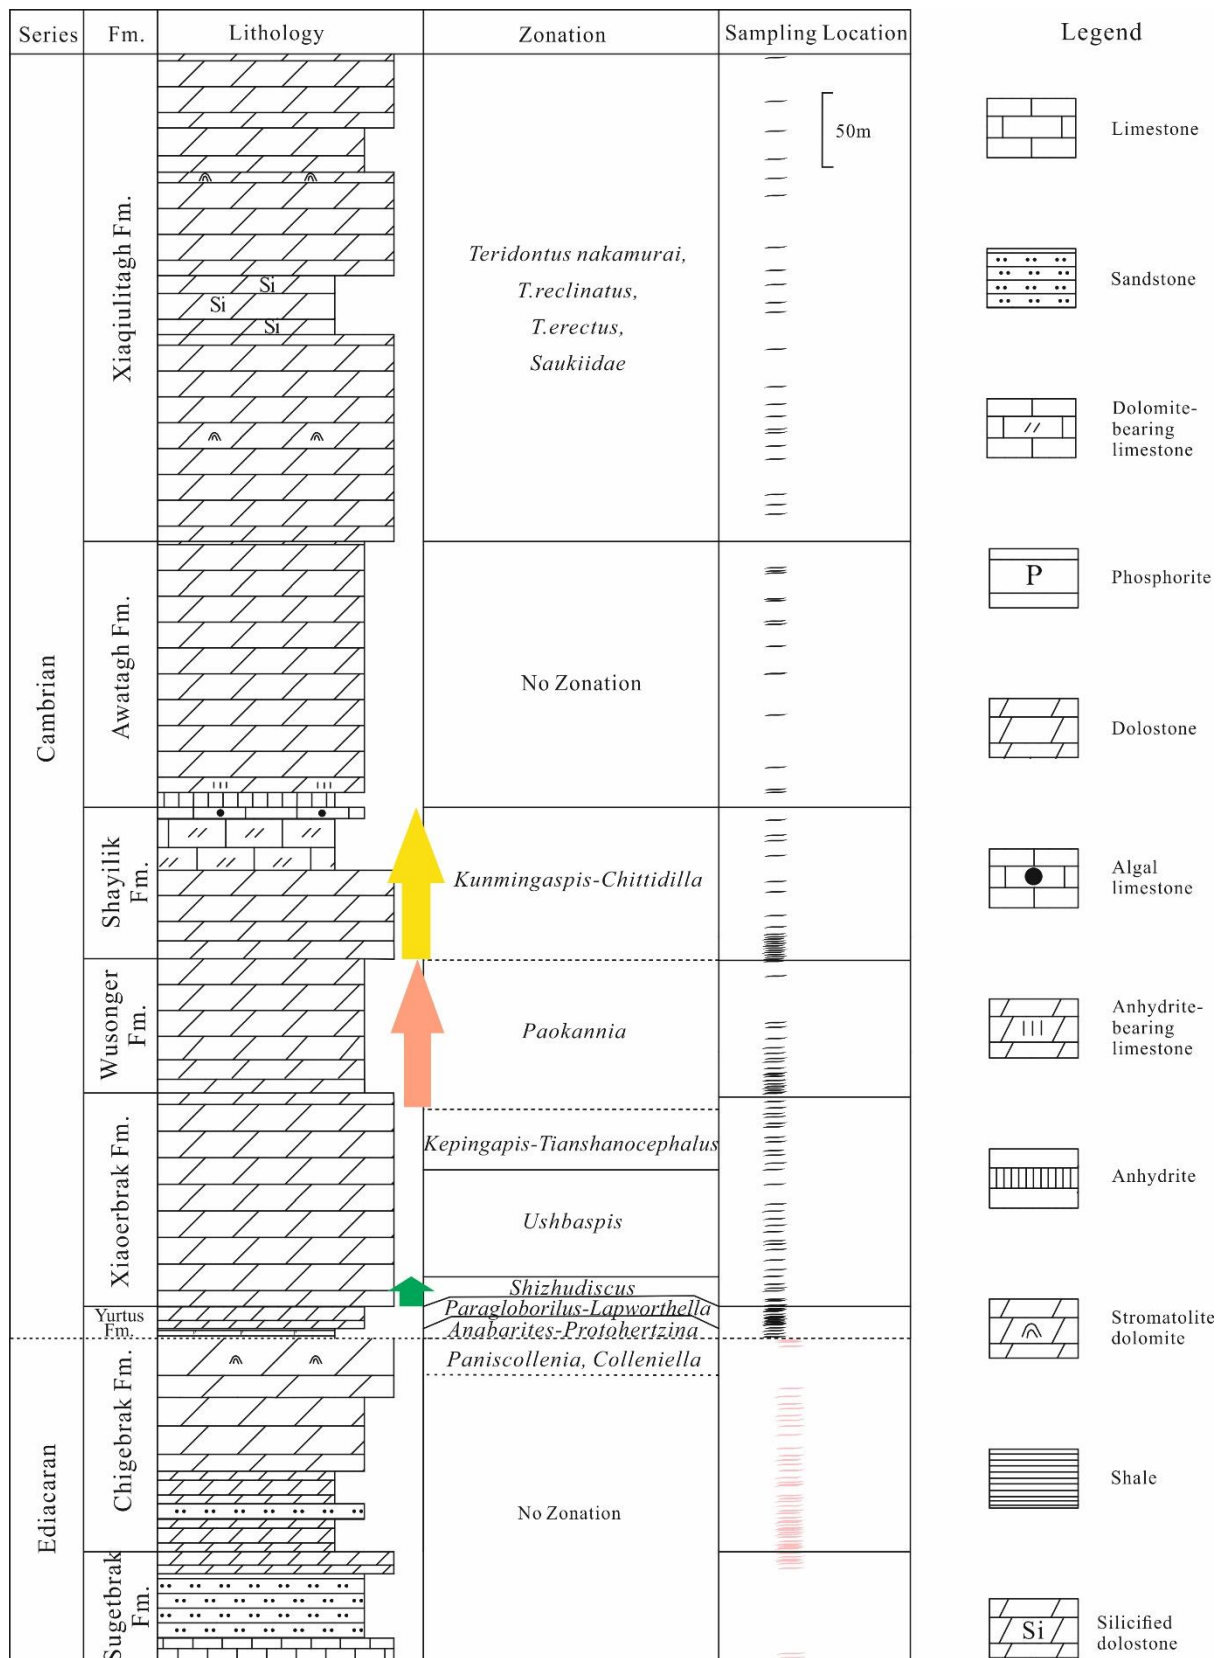 Series Fm. Lithology Zonation Sampling Location Legend
50m
Xiaqiulitagh Fm.
Si
Si
Si
Teridontus nakamurai,
T.reclinatus,
T.erectus,
Saukiidae
Cambrian
Awatagh Fm.
No Zonation
Shayilik
Fm.
Kunmingaspis-Chittidilla
Wusonger
Fm.
Paokannia
Xiaoerbrak Fm.
Kepingapis-Tianshanocephalus
Ushbaspis
Shizhudiscus
Yurtus
Fm.
Paragloborilus-Lapworthella
Anabarites-Protohertzina
Ediacaran
Chigebrak Fm.
Paniscollenia, Colleniella
No Zonation
Sugetbrak
Fm.
Limestone
Sandstone
Dolomite-
bearing
limestone
P
Phosphorite
Dolostone
Algal
limestone
Anhydrite-
bearing
limestone
Anhydrite
Stromatolite
dolomite
Shale
Si
Silicified
dolostone